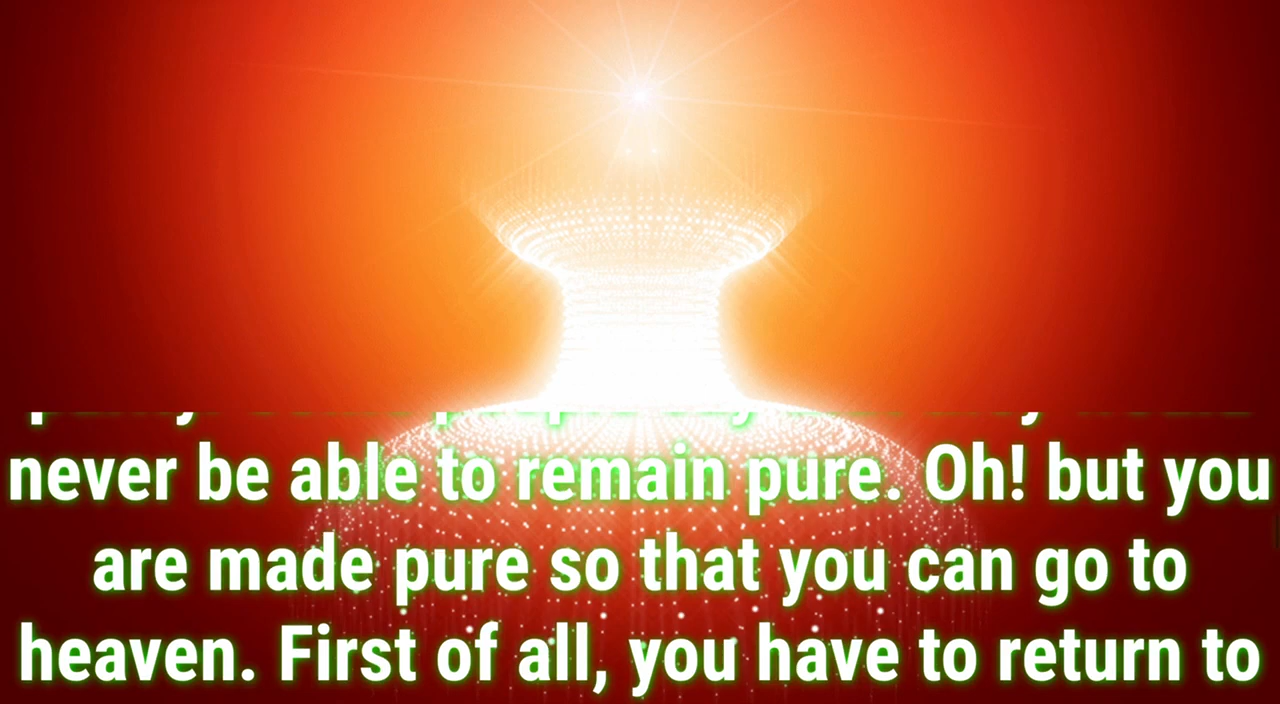 never be able to remain pure. Oh! but you
are made pure so that you can go to
heaven. First of all, you have to return to